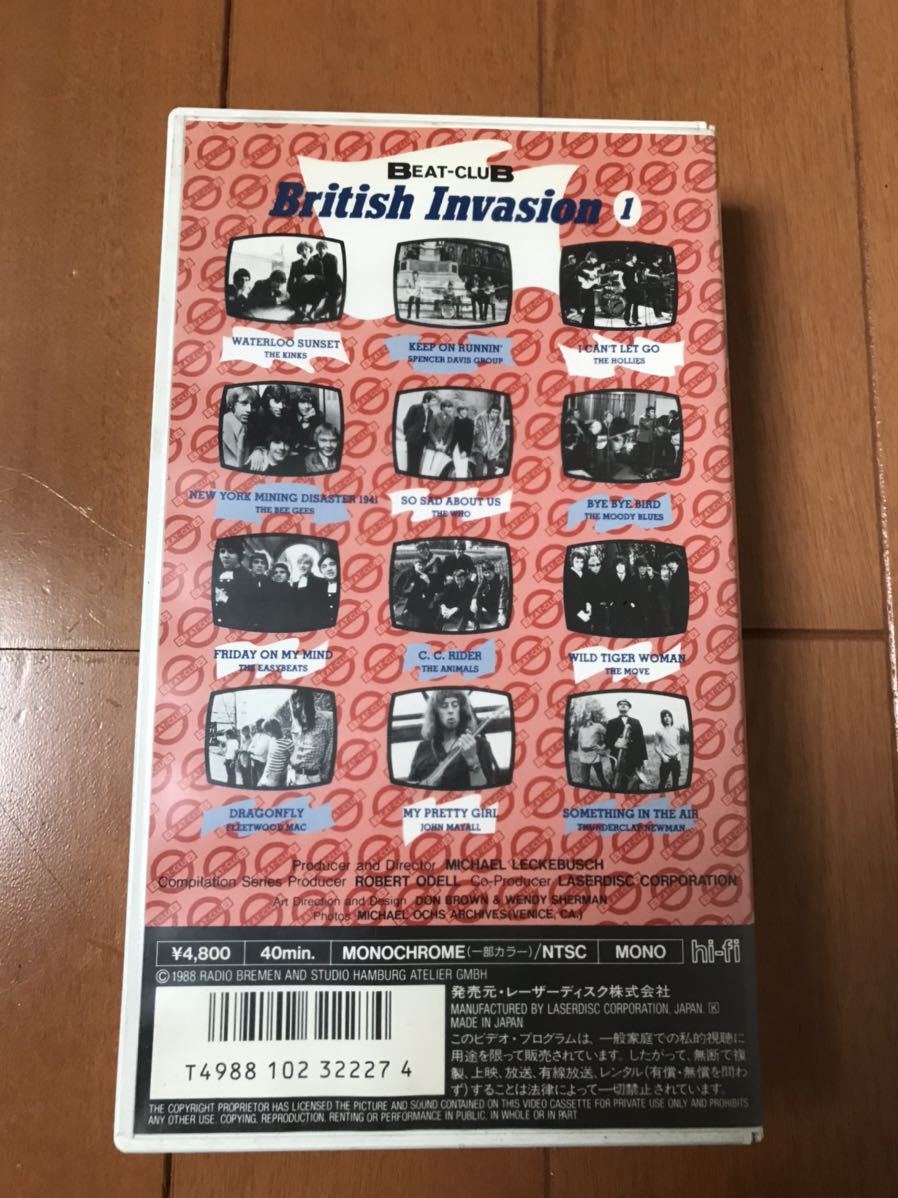 BEAT-CLUB
British Invasion 1
WATERLOO SUNSET
THE KINKS
KEEP ON RUNNIN'
SPENCER DAVIS GROUP
I CAN'T LET GO
THE HOLLIES
NEW YORK MINING DISASTER 1941
THE BEE GEES
SO SAD ABOUT US
THE WHO
BYE BYE BIRD
THE MOODY BLUES
FRIDAY ON MY MIND
THE EASYBEATS
C. C. RIDER
THE ANIMALS
WILD TIGER WOMAN
THE MOVE
DRAGONFLY
FLEETWOOD MAC
MY PRETTY GIRL
JOHN MAYALL
SOMETHING IN THE AIR
THUNDERCLAP NEWMAN
Producer and Director MICHAEL LECKEBUSCH
Compilation Series Producer ROBERT ODELL Co-Producer LASERDISC CORPORATION
Art Direction and Design DON BROWN & WENDY SHERMAN
Photos MICHAEL OCHS ARCHIVES (VENICE, CA.)
¥4,800 40min. MONOCHROME(一部カラー)/NTSC MONO hi-fi
©1988 RADIO BREMEN AND STUDIO HAMBURG ATELIER GMBH
T4988102322274
発売元・レーザーディスク株式会社
MANUFACTURED BY LASERDISC CORPORATION, JAPAN. K
MADE IN JAPAN
このビデオ・プログラムは、一般家庭での私的視聴に
用途を限って販売されています。したがって、無断で複
製、上映、放送、有線放送、レンタル(有償・無償を問わ
ず)することは法律によって一切禁止されています。
THE COPYRIGHT PROPRIETOR HAS LICENSED THE PICTURE AND SOUND CONTAINED ON THIS VIDEO CASSETTE FOR PRIVATE USE ONLY AND PROHIBITS
ANY OTHER USE. COPYING, REPRODUCTION, RENTING OR PERFORMANCE IN PUBLIC. IN WHOLE OR IN PART